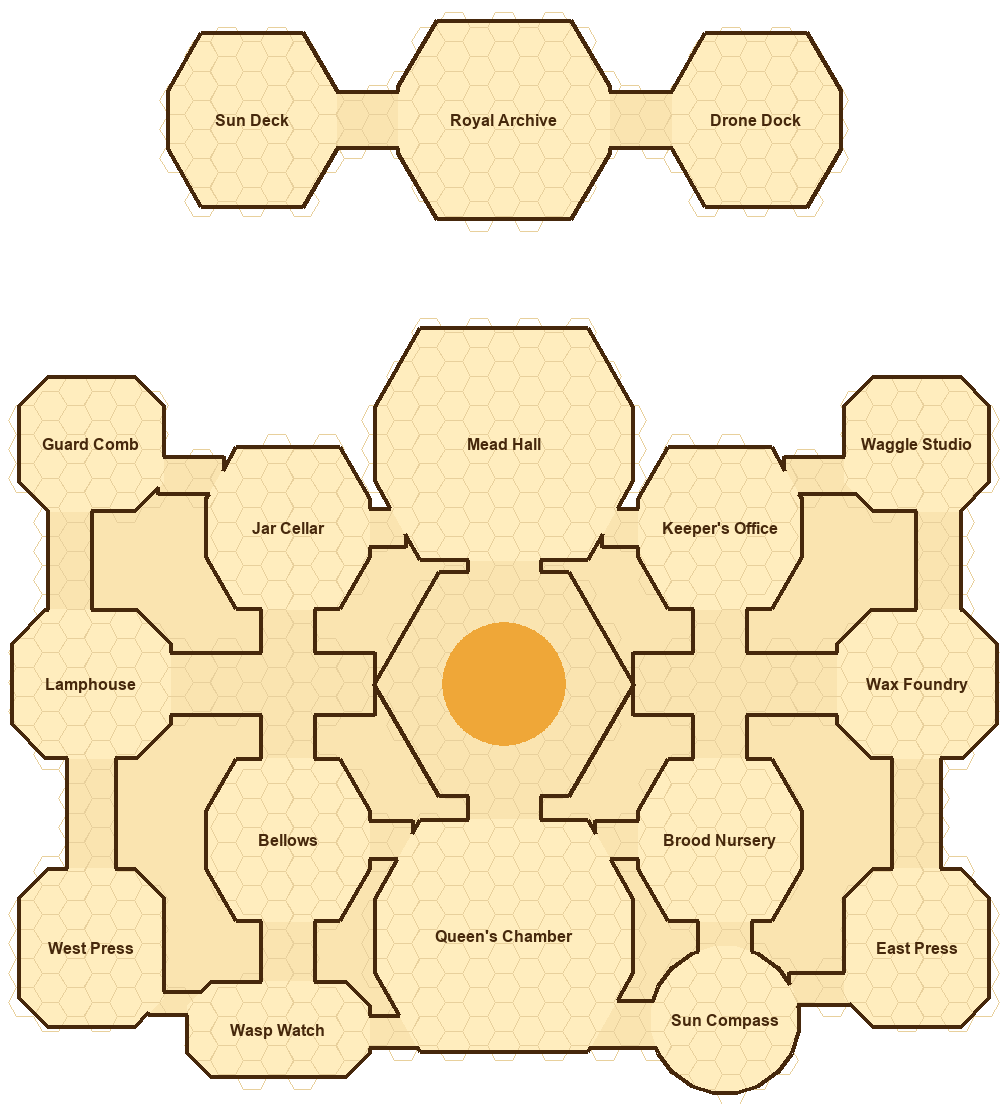 Sun Deck
Royal Archive
Drone Dock
Guard Comb
Mead Hall
Waggle Studio
Jar Cellar
Keeper's Office
Lamphouse
Wax Foundry
Bellows
Brood Nursery
West Press
Queen's Chamber
East Press
Wasp Watch
Sun Compass